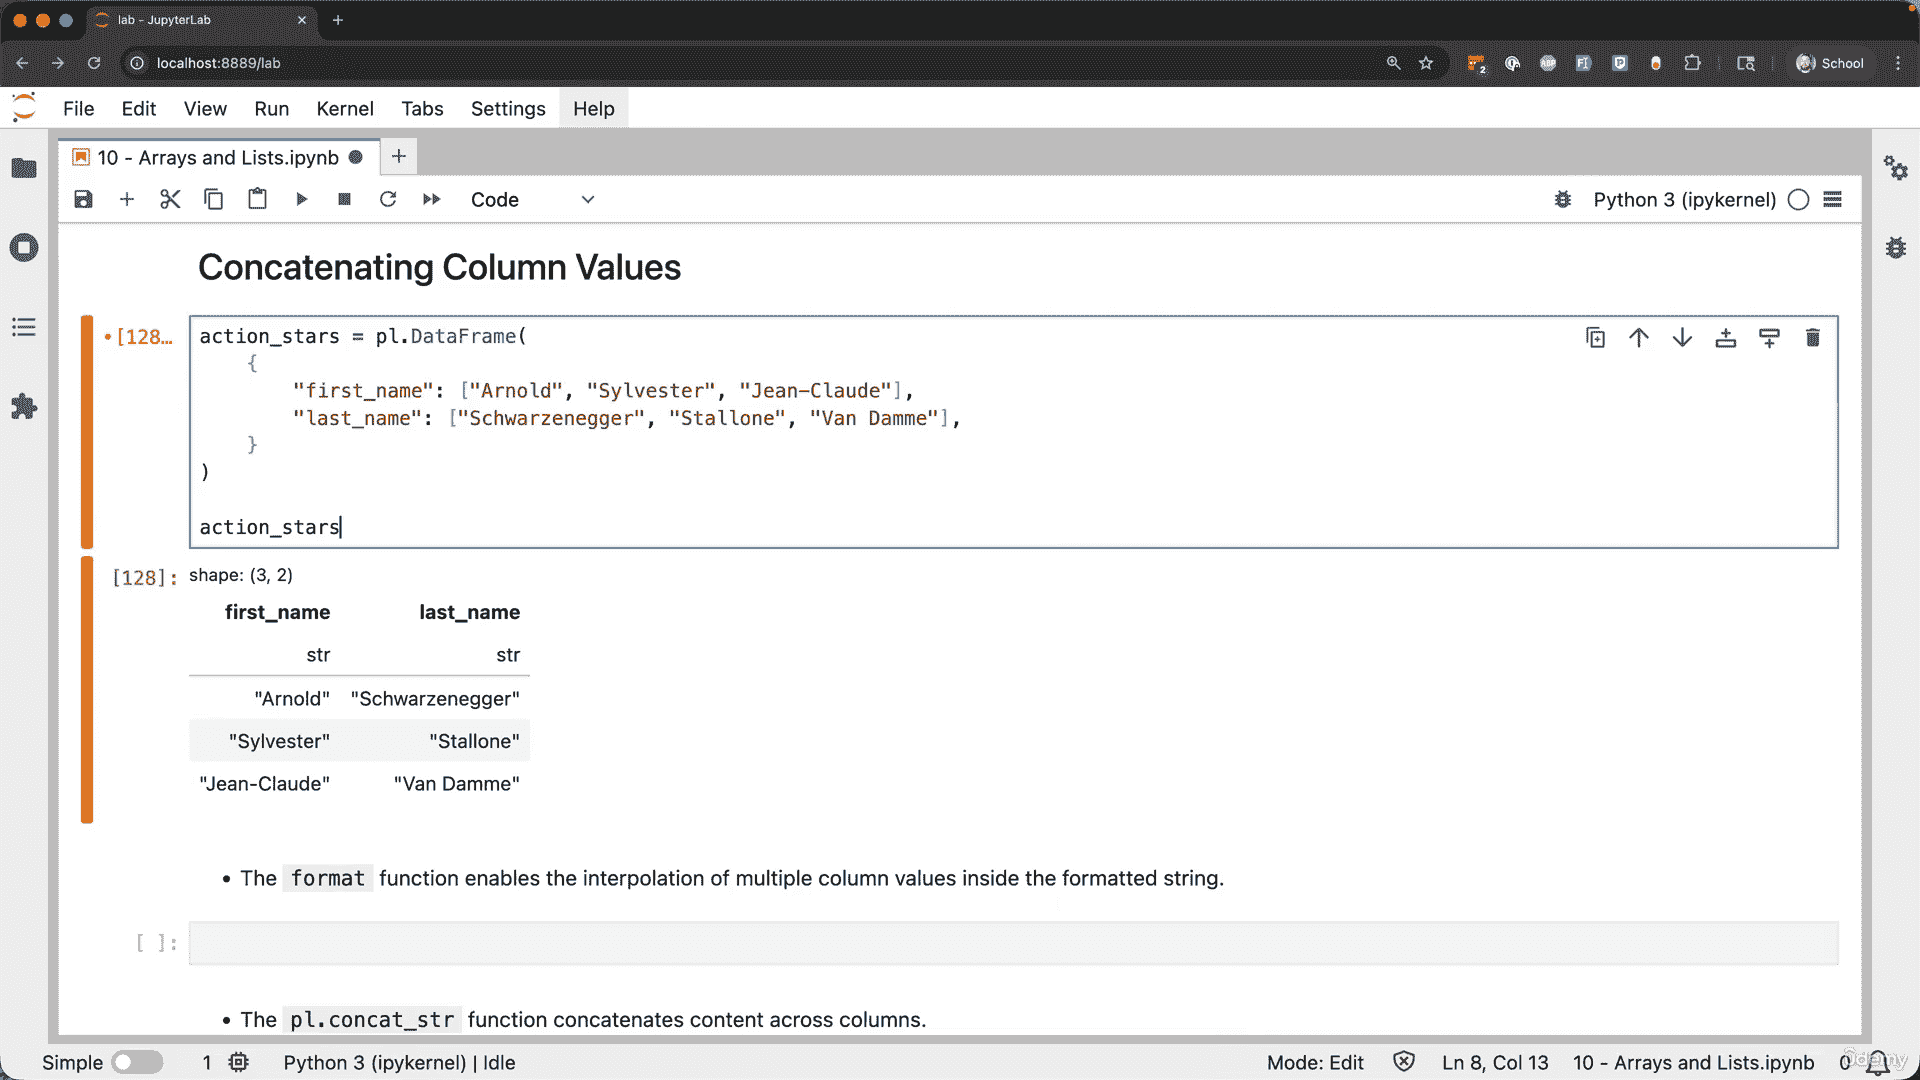 lab - JupyterLab
localhost:8889/lab
2
ABP
School
File Edit View Run Kernel Tabs Settings Help
10 - Arrays and Lists.ipynb
Code
Python 3 (ipykernel)
Concatenating Column Values
[128…
action_stars = pl.DataFrame(
{
"first_name": ["Arnold", "Sylvester", "Jean-Claude"],
"last_name": ["Schwarzenegger", "Stallone", "Van Damme"],
}
)
action_stars
[128]: shape: (3, 2)
first_name last_name
str str
"Arnold" "Schwarzenegger"
"Sylvester" "Stallone"
"Jean-Claude" "Van Damme"
• The format function enables the interpolation of multiple column values inside the formatted string.
[ ]:
• The pl.concat_str function concatenates content across columns.
Simple 1 Python 3 (ipykernel) | Idle Mode: Edit Ln 8, Col 13 10 - Arrays and Lists.ipynb 0
Udemy